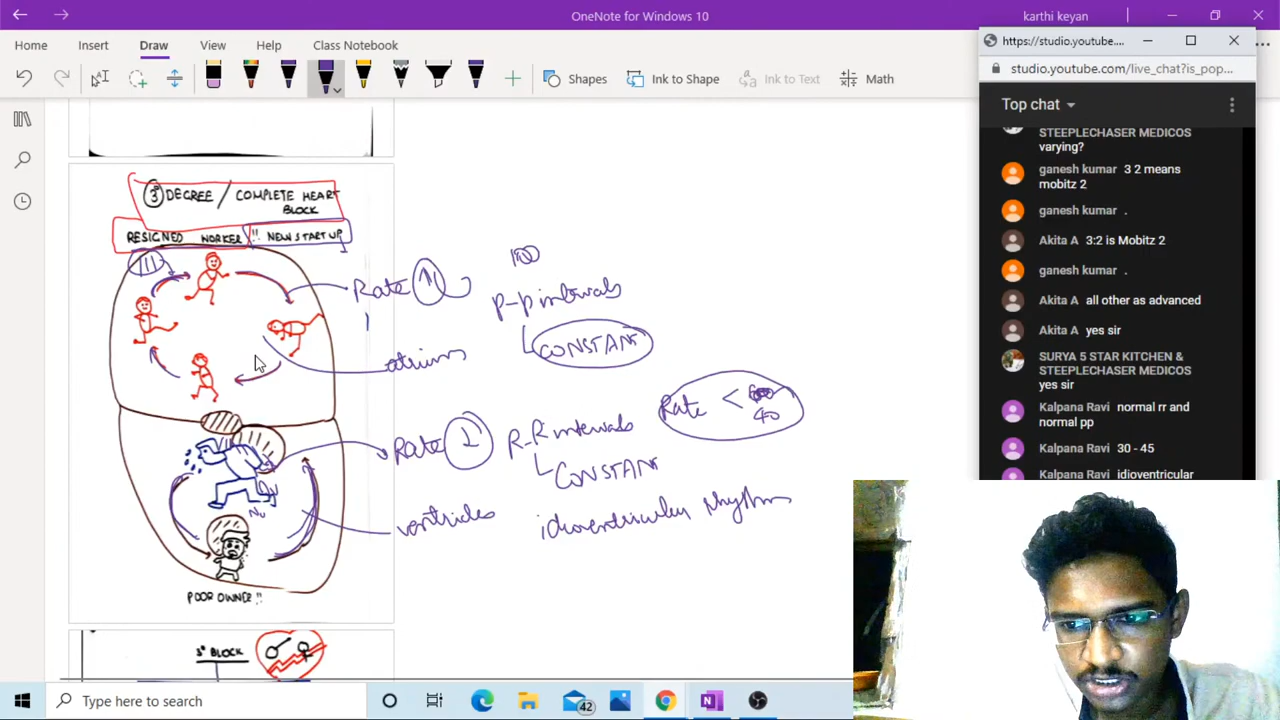 OneNote for Windows 10
karthi keyan
Home Insert Draw View Help Class Notebook
Shapes
Ink to Shape
Ink to Text
Math
https://studio.youtube....
studio.youtube.com/live_chat?is_pop...
Top chat
STEEPLECHASER MEDICOS
varying?
ganesh kumar 3 2 means
mobitz 2
ganesh kumar .
Akita A 3:2 is Mobitz 2
ganesh kumar .
Akita A all other as advanced
Akita A yes sir
SURYA 5 STAR KITCHEN &
STEEPLECHASER MEDICOS
yes sir
Kalpana Ravi normal rr and
normal pp
Kalpana Ravi 30 - 45
Kalpana Ravi idioventricular
3° DEGREE / COMPLETE HEART
BLOCK
RESIGNED WORKER !! NEW START UP
Rate ↑
100
P-P intervals
CONSTANT
atriums
Rate ↓
R-R intervals
CONSTANT
Rate <
40
ventricles
idioventricular rhythm
POOR OWNER !!
3° BLOCK
Type here to search
42